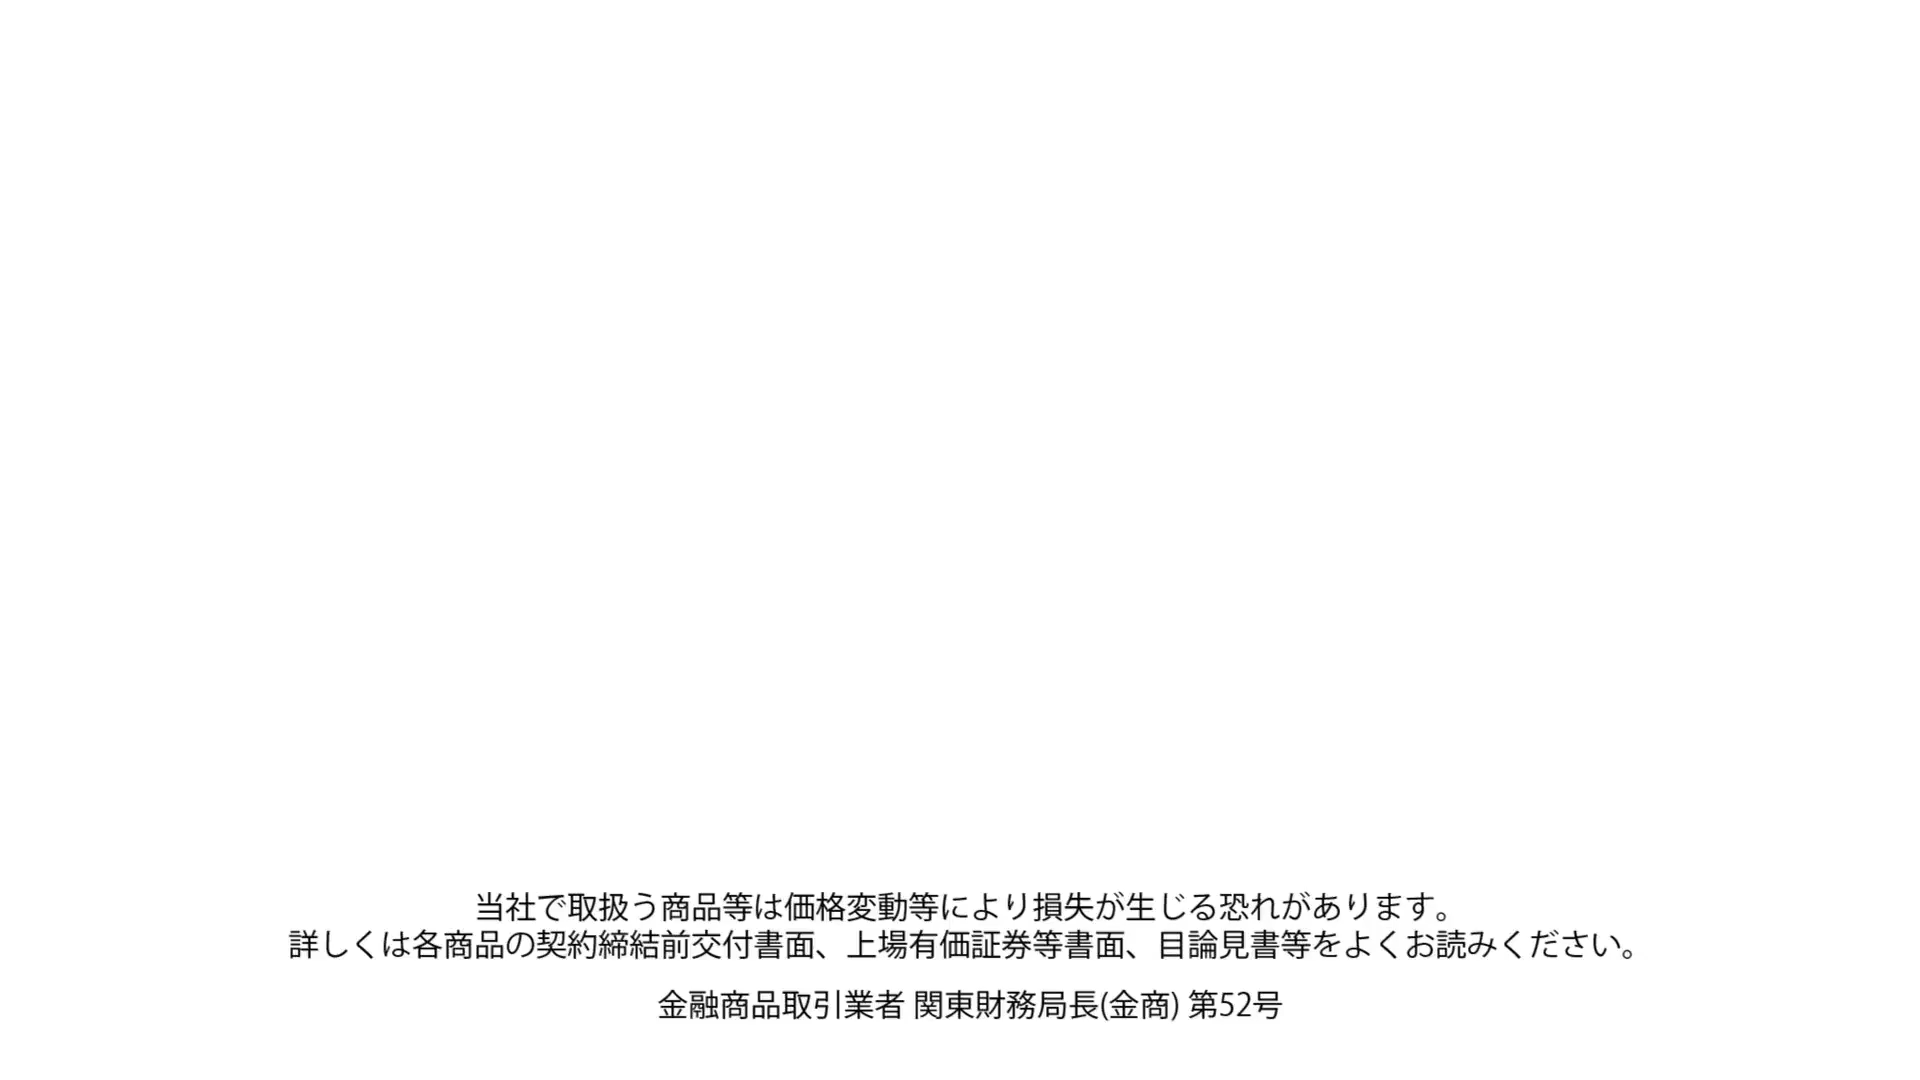 当社で取扱う商品等は価格変動等により損失が生じる恐れがあります。
詳しくは各商品の契約締結前交付書面、上場有価証券等書面、目論見書等をよくお読みください。
金融商品取引業者 関東財務局長(金商) 第52号